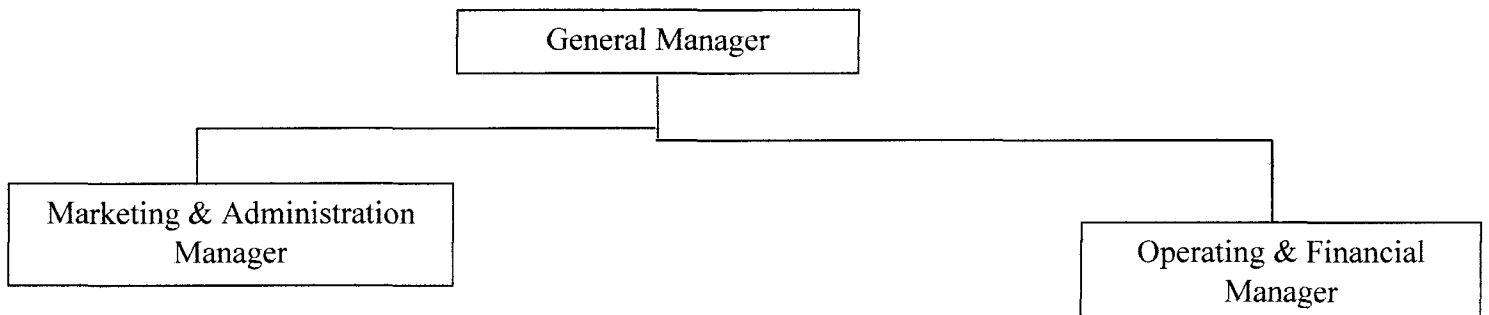 General Manager
Marketing & Administration
Manager
Operating & Financial
Manager